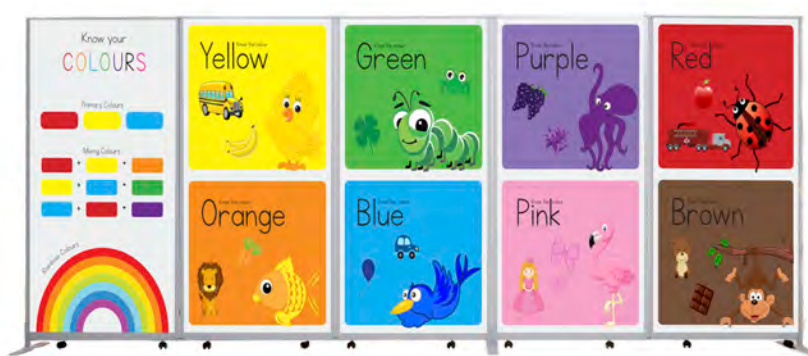 Know your
COLOURS
Primary Colours
Mixing Colours
+ +
+ +
+ +
Rainbow Colours
Yellow
Green
Purple
Red
Orange
Blue
Pink
Brown